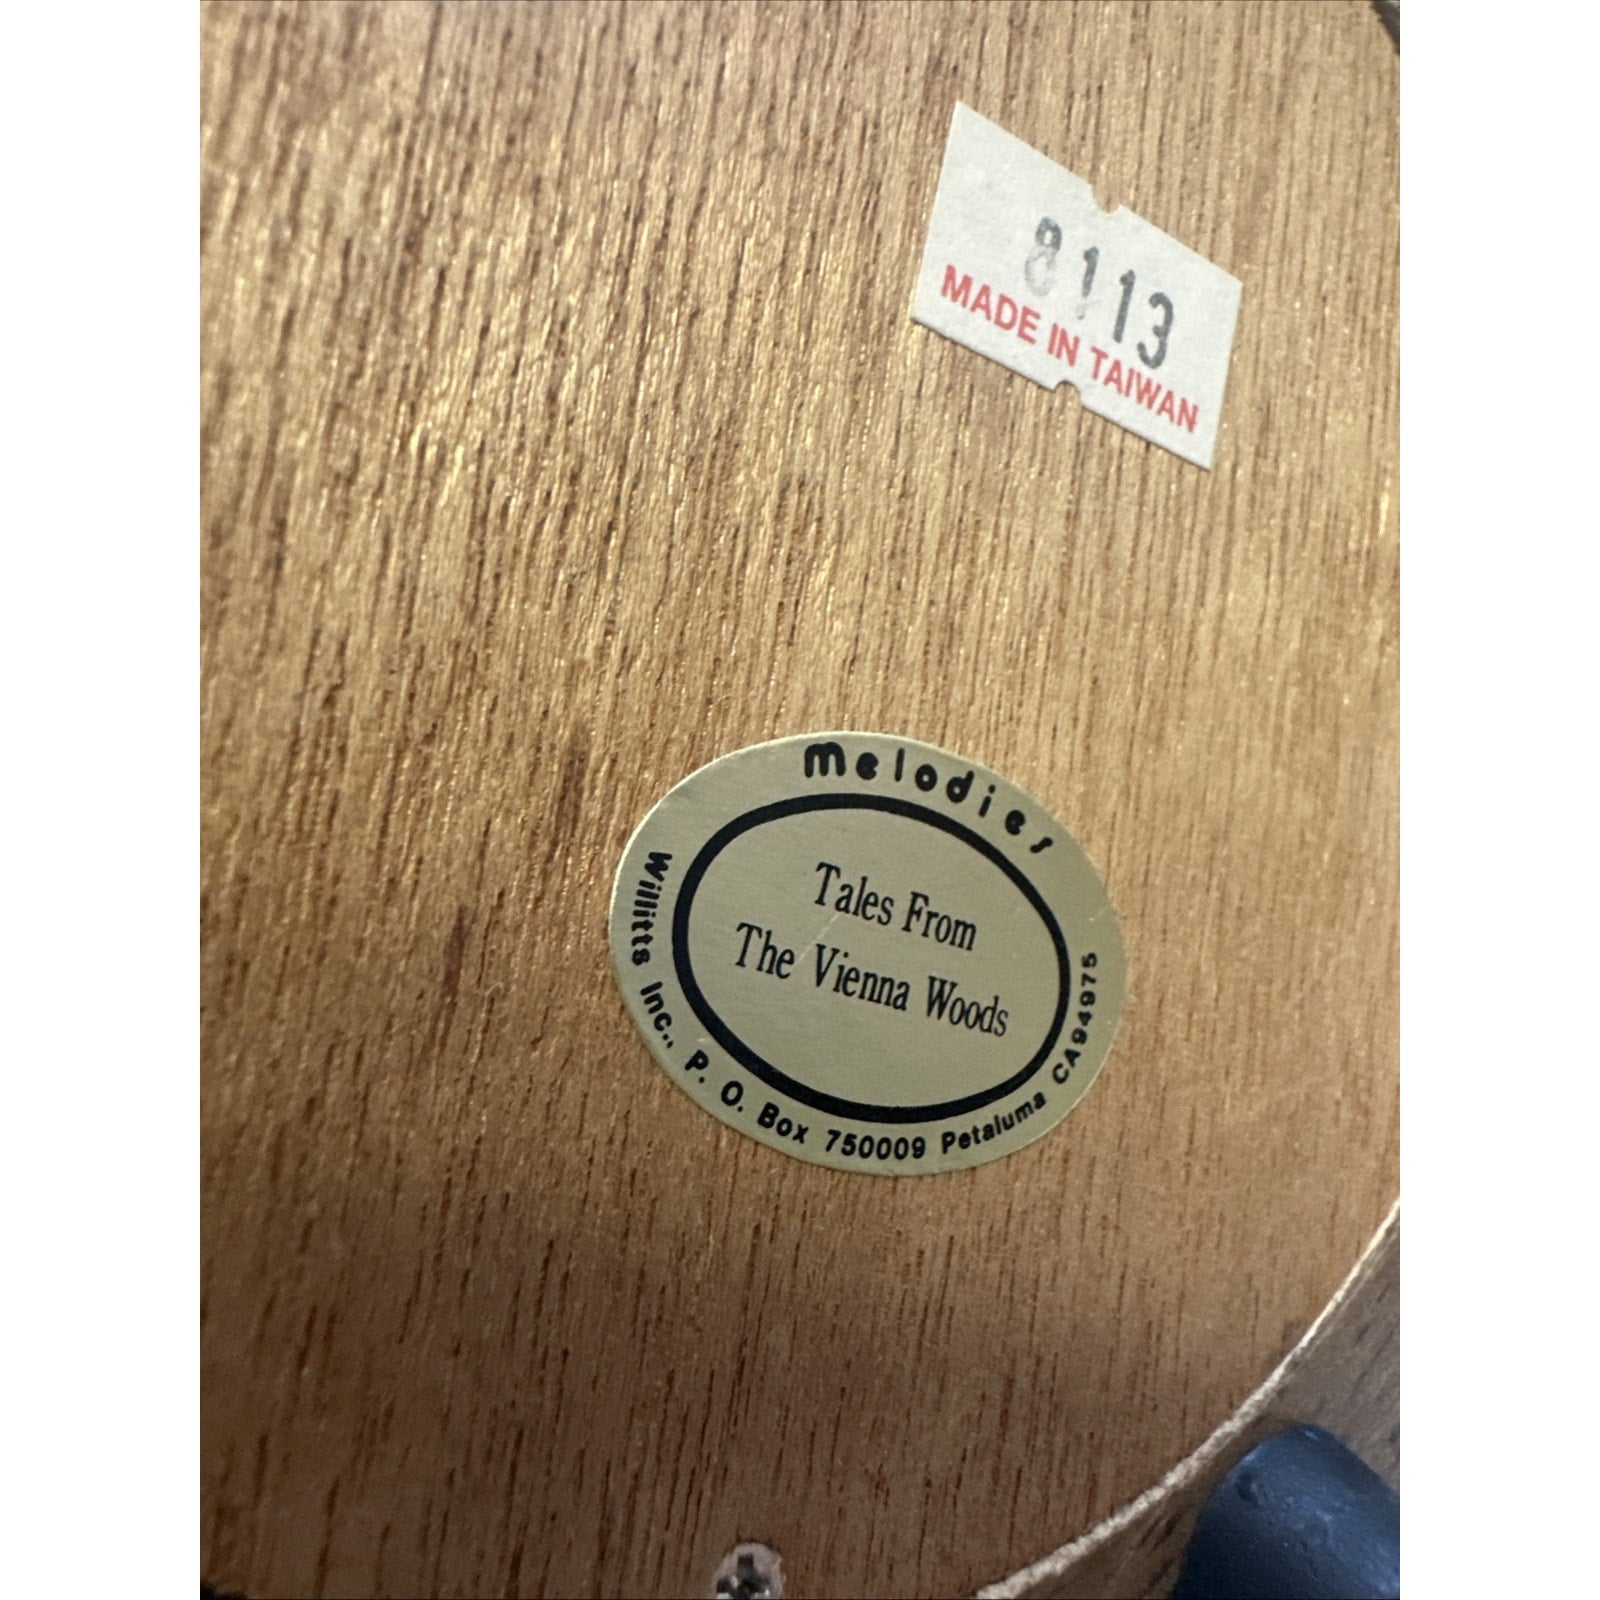 8113
MADE IN TAIWAN
melodies
Tales From
The Vienna Woods
Willitts Inc., P. O. Box 750009 Petaluma CA94975